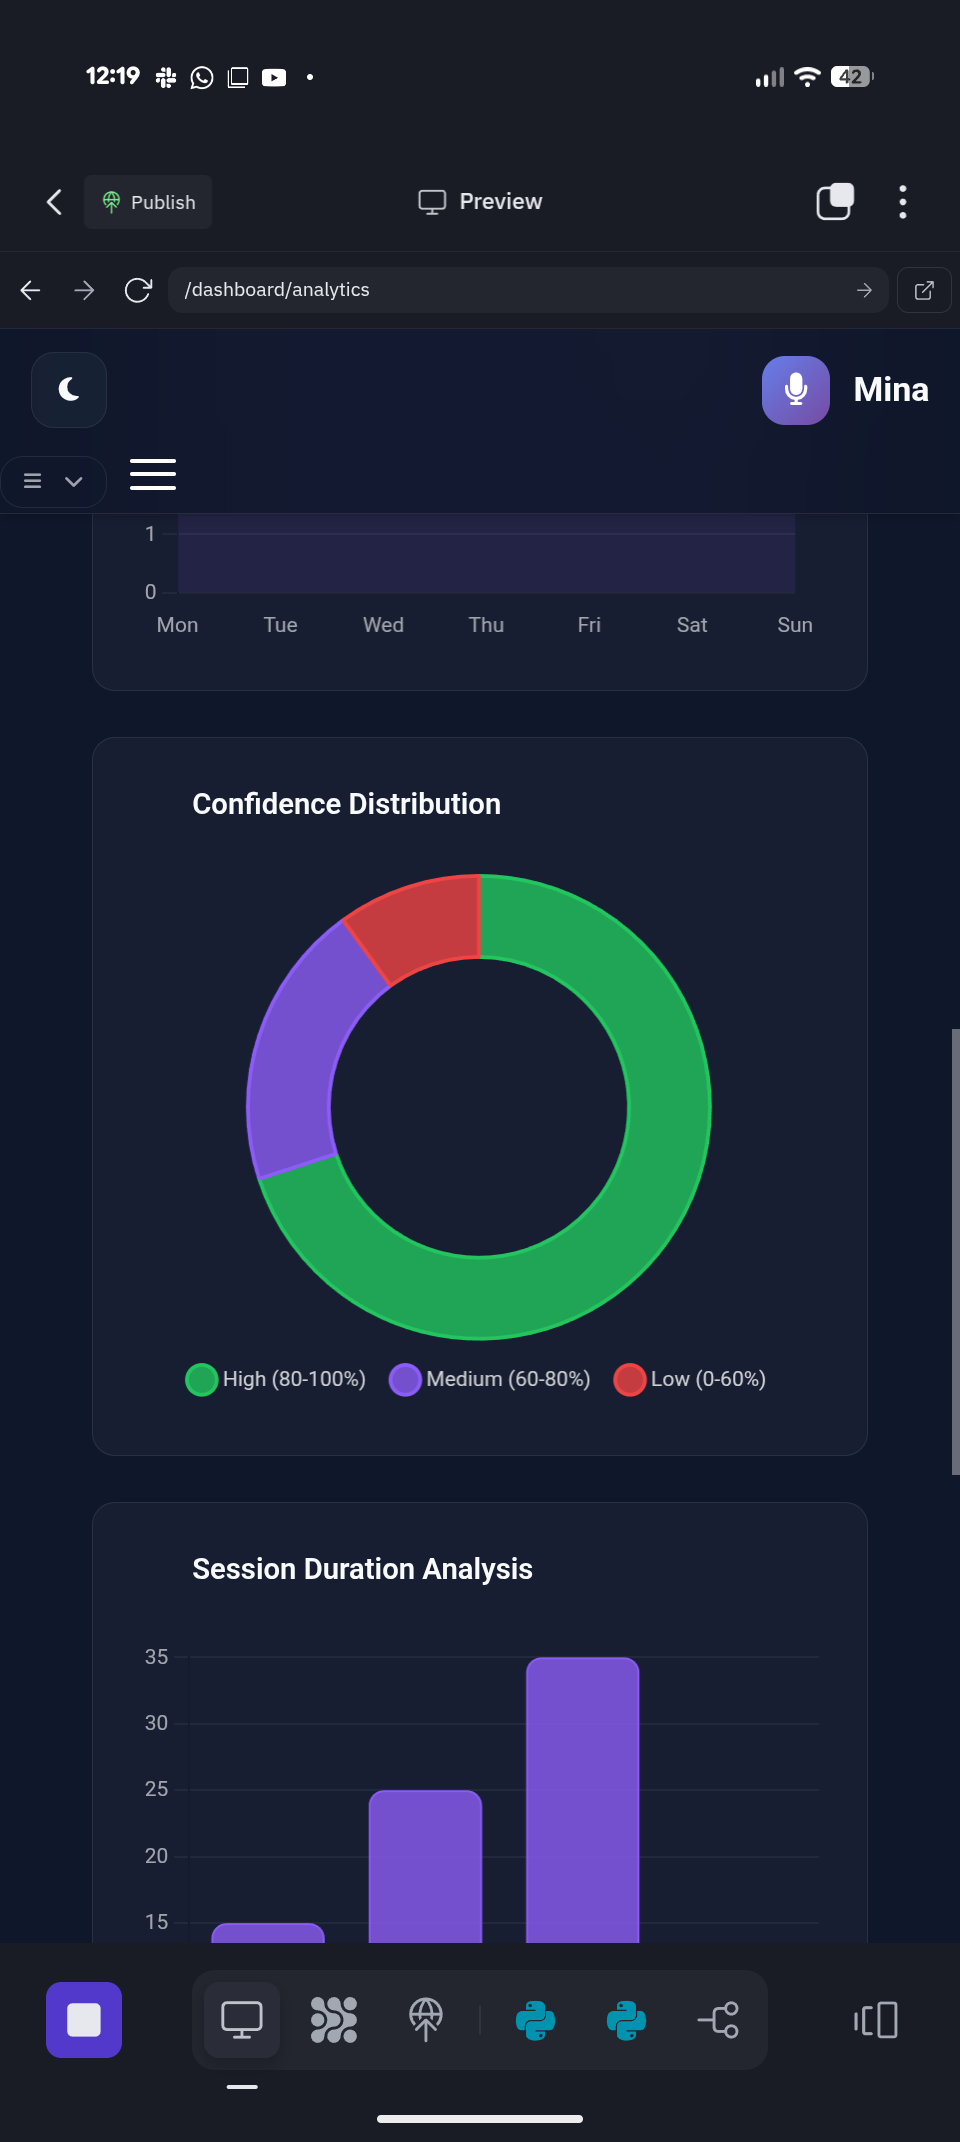 12:19
42
Publish
Preview
/dashboard/analytics
Mina
1
0
Mon Tue Wed Thu Fri Sat Sun
Confidence Distribution
High (80-100%) Medium (60-80%) Low (0-60%)
Session Duration Analysis
35
30
25
20
15